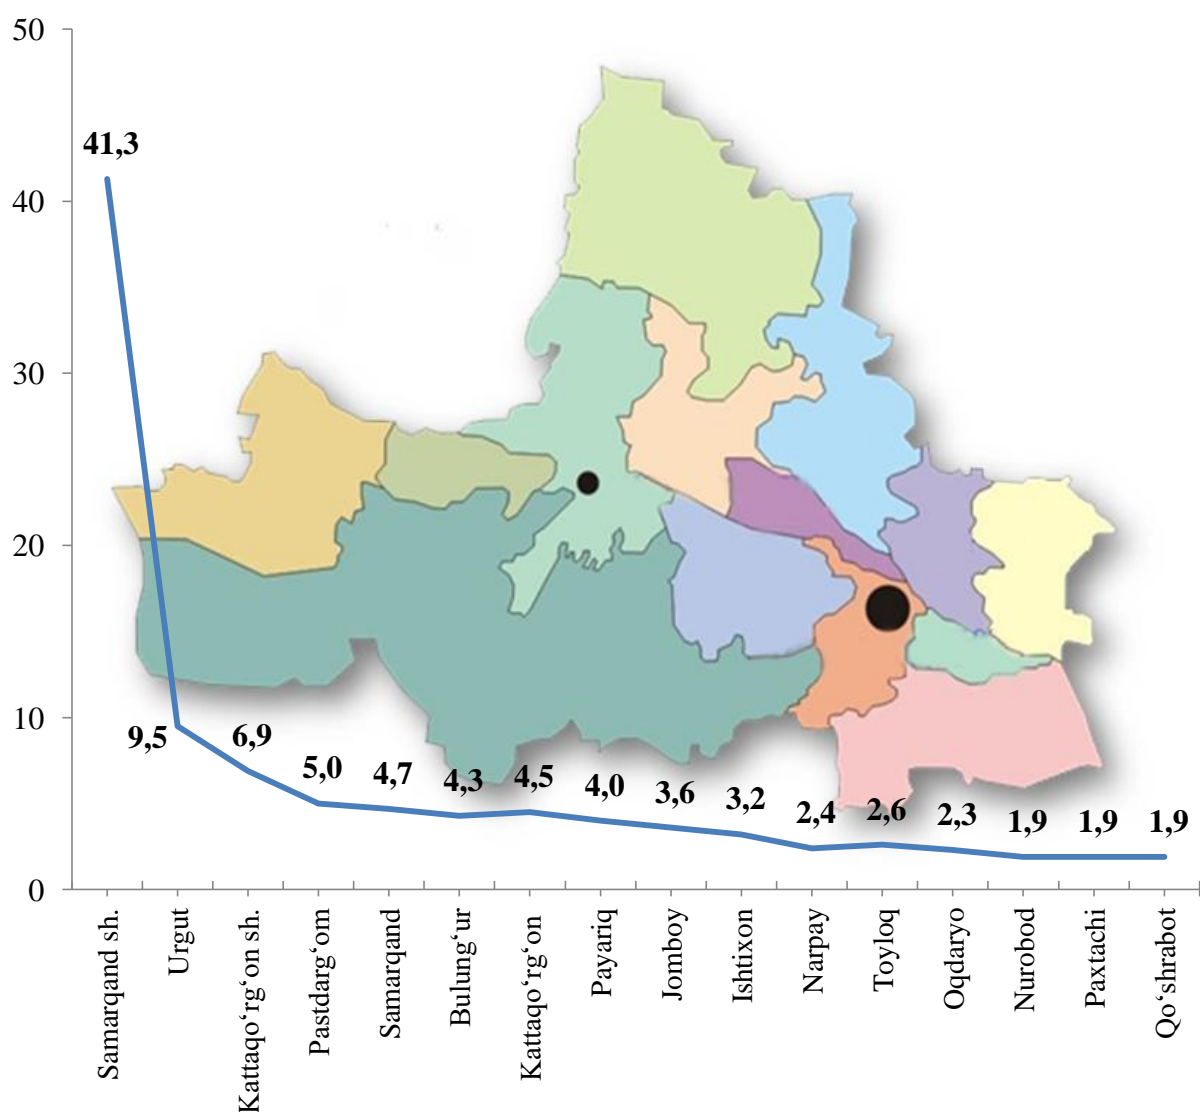 50
40
30
20
10
0
41,3
9,5
6,9
5,0
4,7
4,3
4,5
4,0
3,6
3,2
2,4
2,6
2,3
1,9
1,9
1,9
Samarqand sh.
Urgut
Kattaqo‘rg‘on sh.
Pastdarg‘om
Samarqand
Bulung‘ur
Kattaqo‘rg‘on
Payariq
Jomboy
Ishtixon
Narpay
Toyloq
Oqdaryo
Nurobod
Paxtachi
Qo‘shrabot